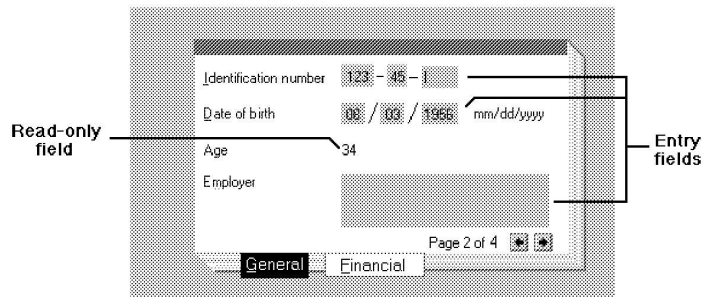 Identification number 123 - 45 -
Date of birth 08 / 03 / 1956 mm/dd/yyyy
Read-only field
Age 34
Entry fields
Employer
Page 2 of 4
General Financial